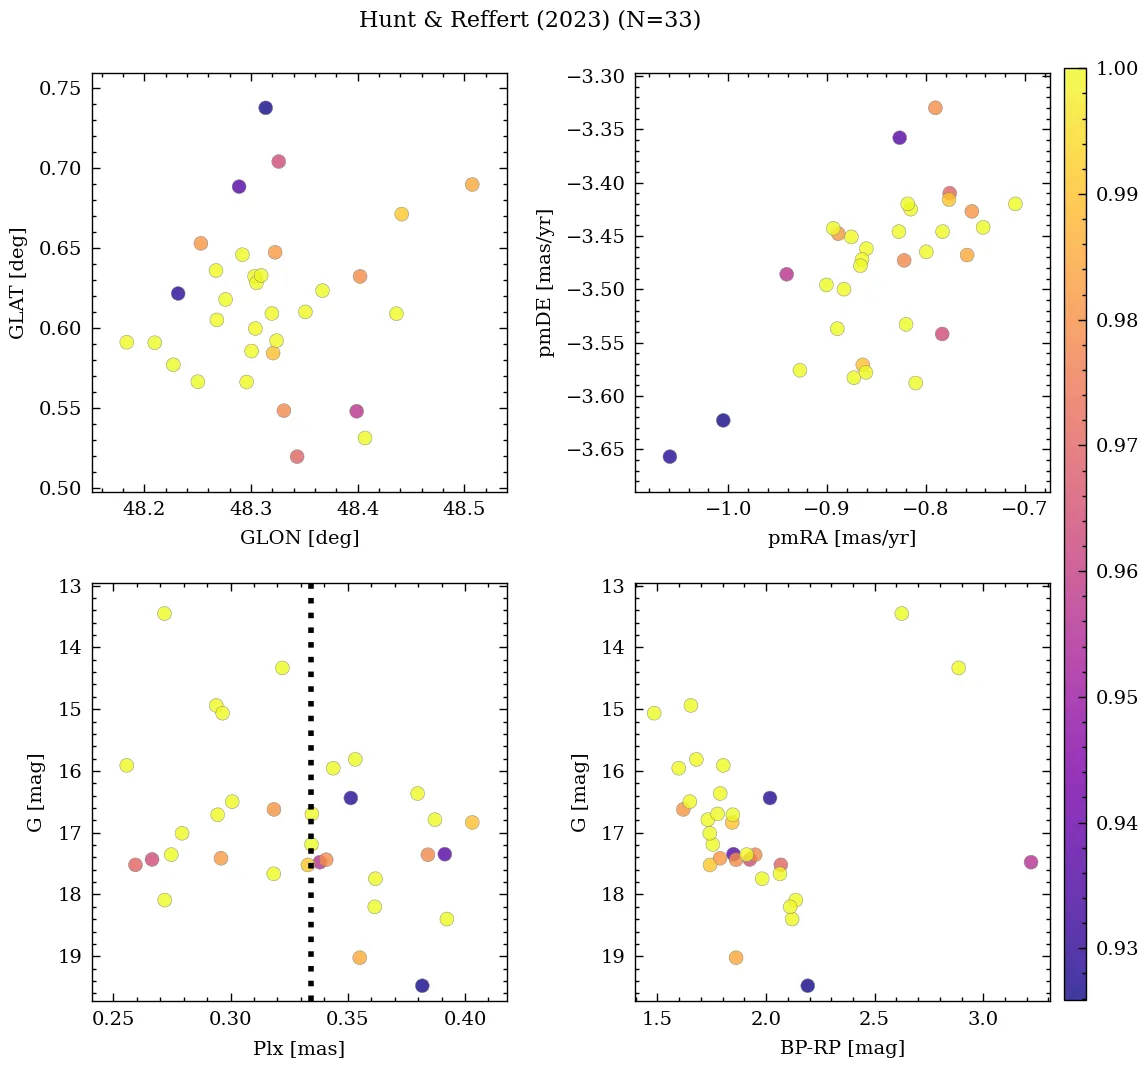 Hunt & Reffert (2023) (N=33)
0.75
0.70
0.65
0.60
0.55
0.50
GLAT [deg]
48.2 48.3 48.4 48.5
GLON [deg]
−3.30
−3.35
−3.40
−3.45
−3.50
−3.55
−3.60
−3.65
pmDE [mas/yr]
−1.0 −0.9 −0.8 −0.7
pmRA [mas/yr]
13
14
15
16
17
18
19
G [mag]
0.25 0.30 0.35 0.40
Plx [mas]
13
14
15
16
17
18
19
G [mag]
1.5 2.0 2.5 3.0
BP-RP [mag]
1.00
0.99
0.98
0.97
0.96
0.95
0.94
0.93